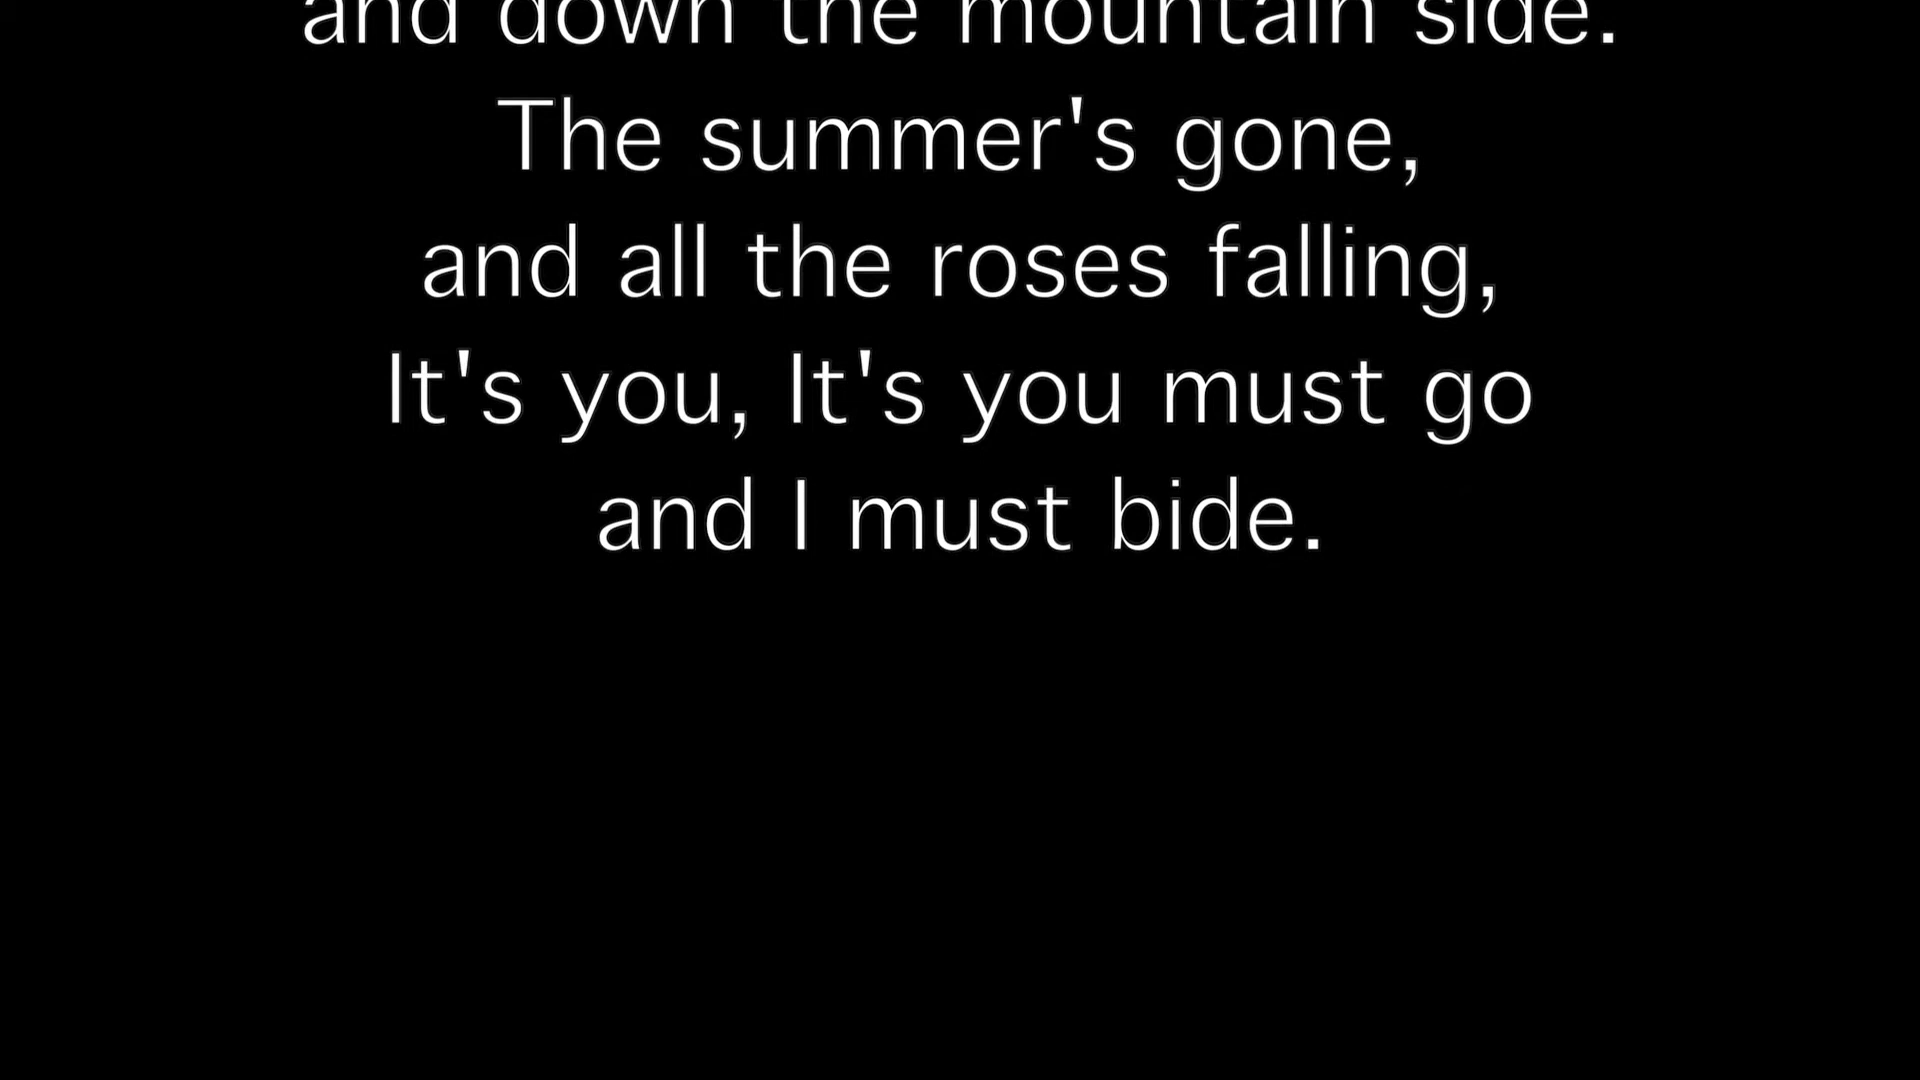 and down the mountain side.
The summer's gone,
and all the roses falling,
It's you, It's you must go
and I must bide.